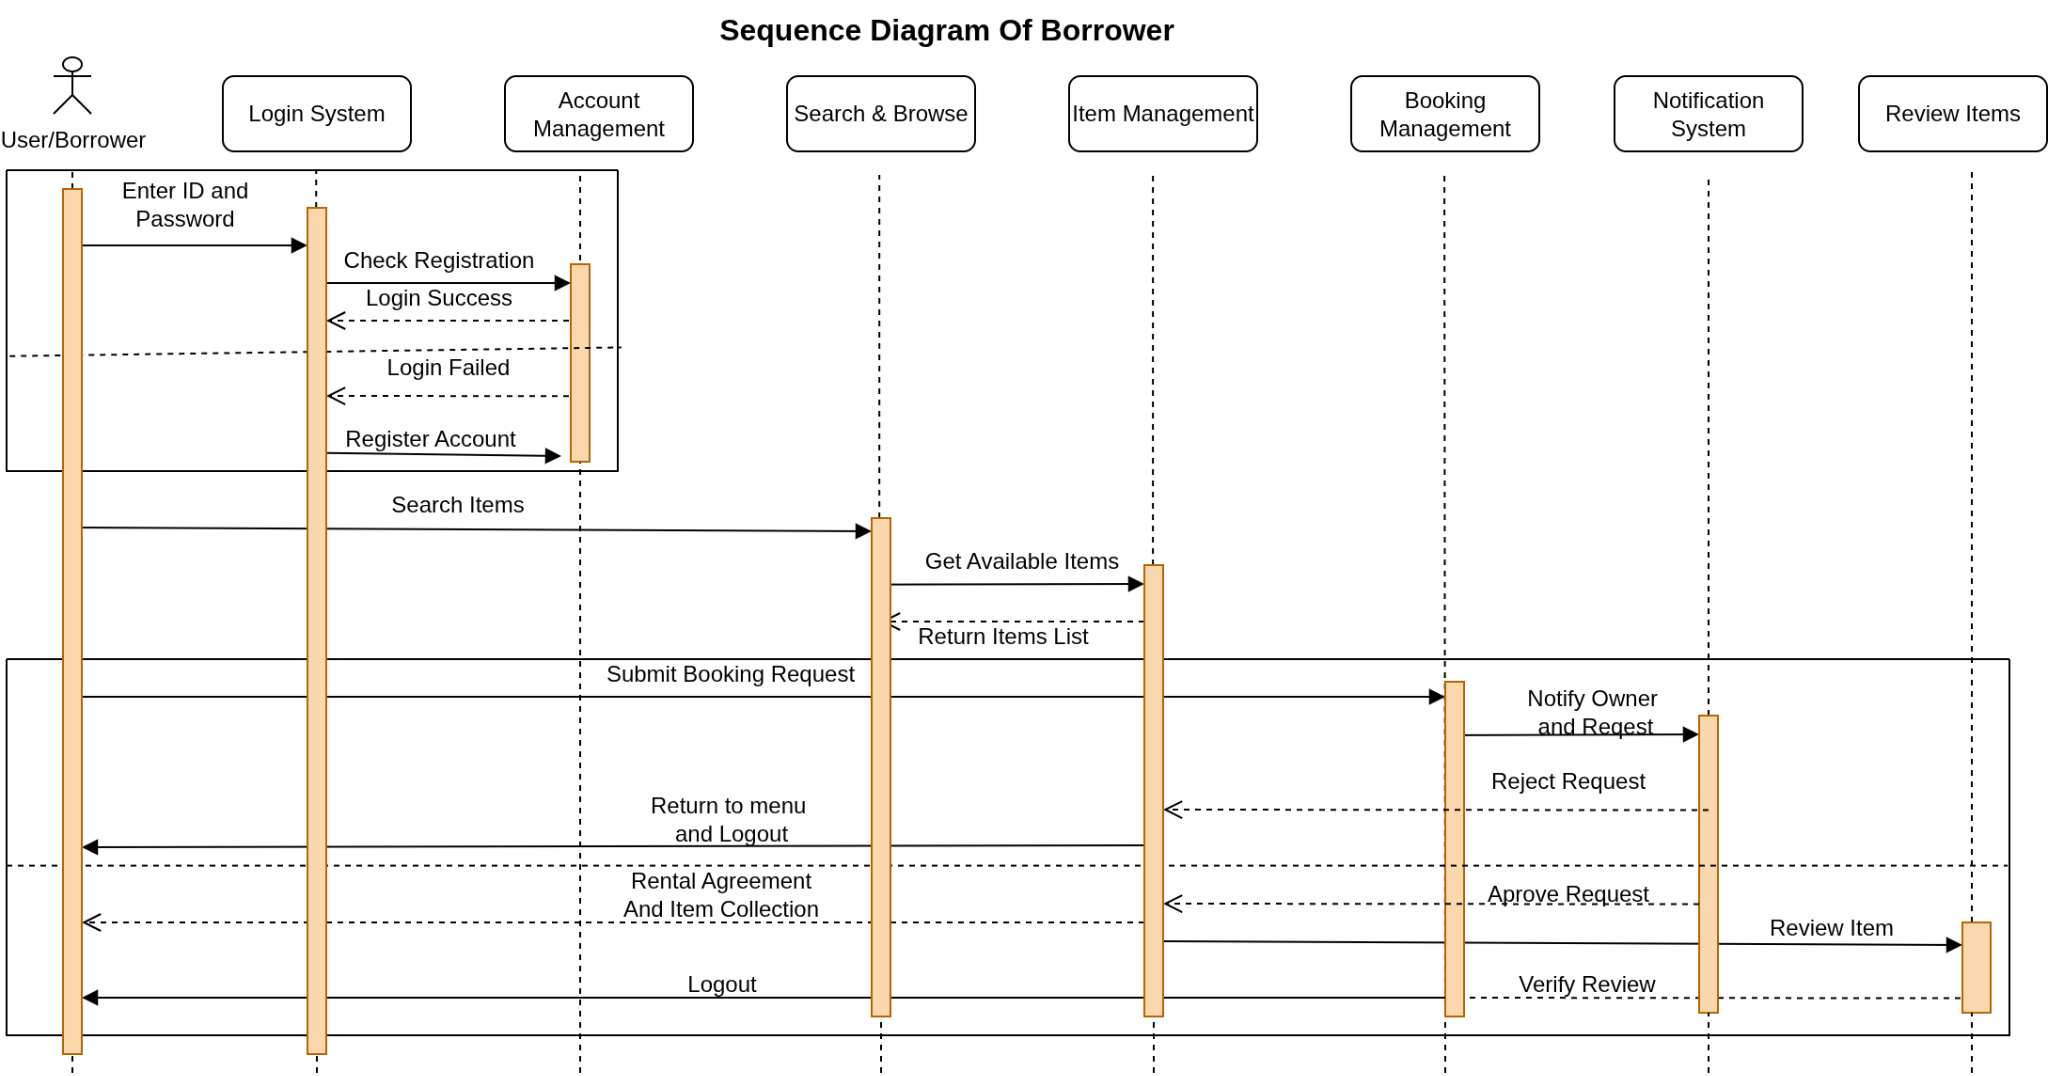 Sequence Diagram Of Borrower
User/Borrower
Login System
Account
Management
Search & Browse
Item Management
Booking
Management
Notification
System
Review Items
Enter ID and
Password
Check Registration
Login Success
Login Failed
Register Account
Search Items
Get Available Items
Return Items List
Submit Booking Request
Notify Owner
and Reqest
Reject Request
Return to menu
and Logout
Rental Agreement
And Item Collection
Aprove Request
Review Item
Logout
Verify Review